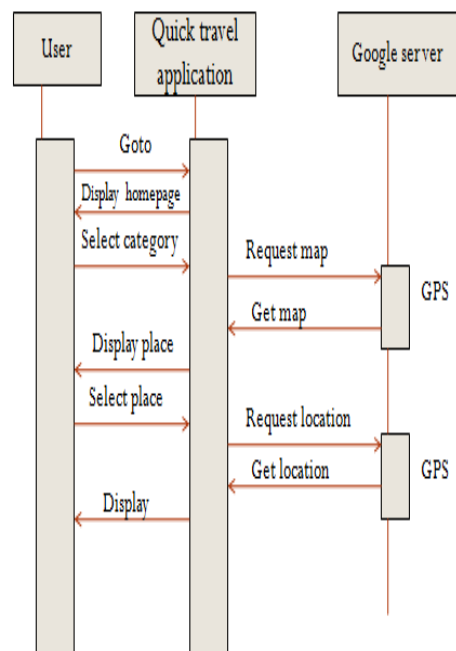 User
Quick travel
application
Google server
Goto
Display homepage
Select category
Request map
GPS
Get map
Display place
Select place
Request location
Get location
GPS
Display